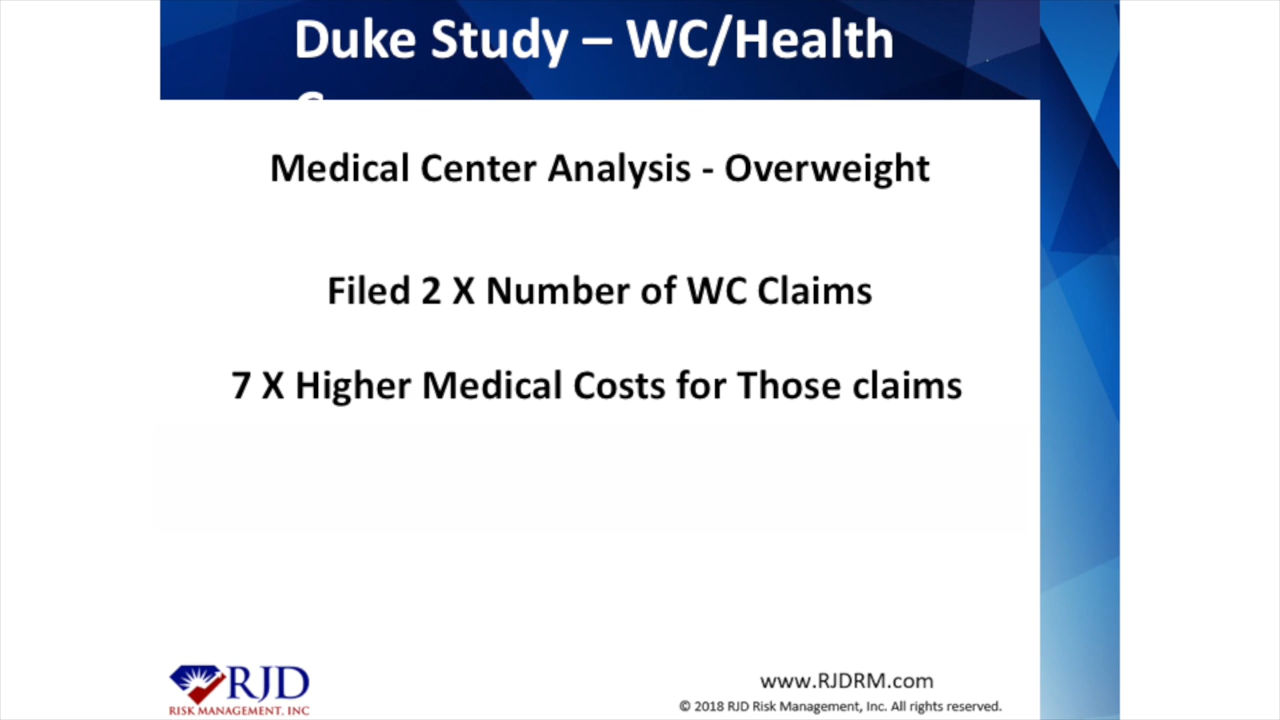 Duke Study – WC/Health
Medical Center Analysis - Overweight
Filed 2 X Number of WC Claims
7 X Higher Medical Costs for Those claims
RJD
RISK MANAGEMENT, INC
www.RJDRM.com
© 2018 RJD Risk Management, Inc. All rights reserved.